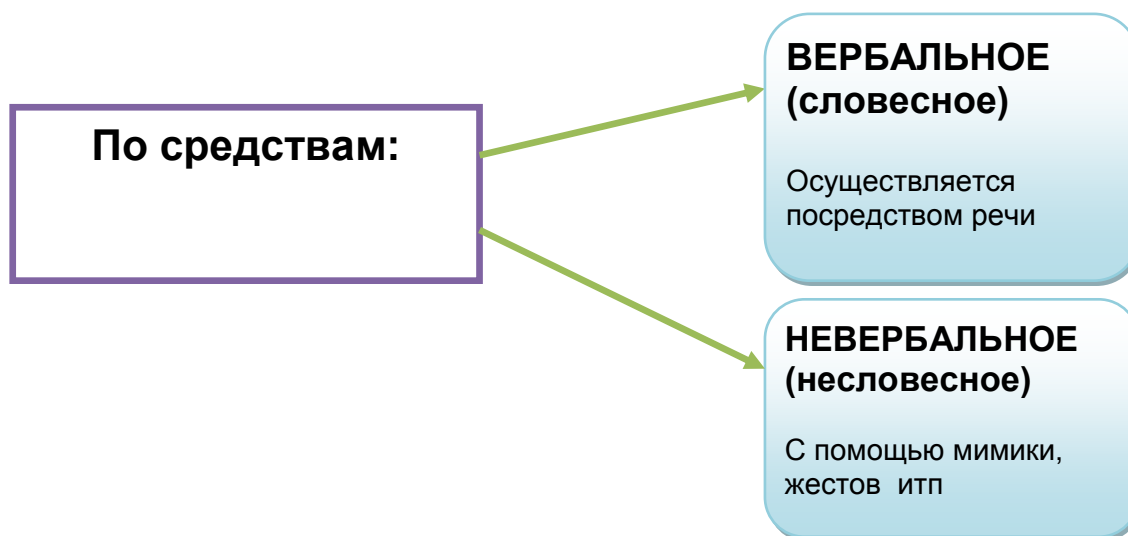 По средствам:
ВЕРБАЛЬНОЕ
(словесное)
Осуществляется
посредством речи
НЕВЕРБАЛЬНОЕ
(несловесное)
С помощью мимики,
жестов  итп